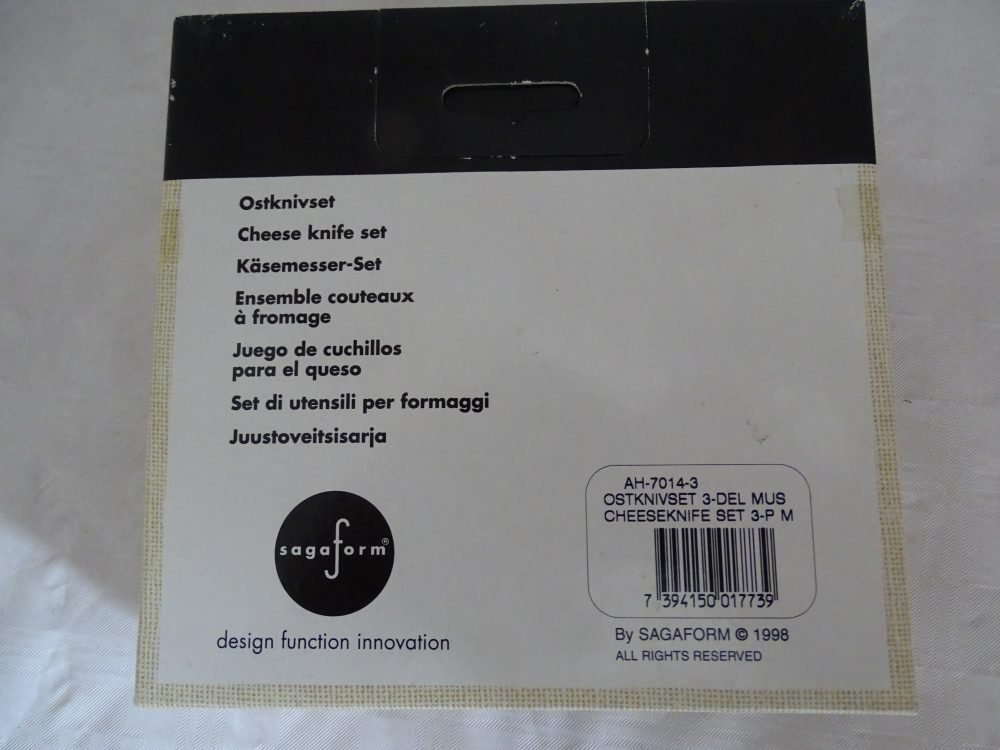 Ostknivset
Cheese knife set
Käsemesser-Set
Ensemble couteaux
à fromage
Juego de cuchillos
para el queso
Set di utensili per formaggi
Juustoveitsisarja
sagaform®
design function innovation
AH-7014-3
OSTKNIVSET 3-DEL MUS
CHEESEKNIFE SET 3-P M
7 394150 017739
By SAGAFORM © 1998
ALL RIGHTS RESERVED